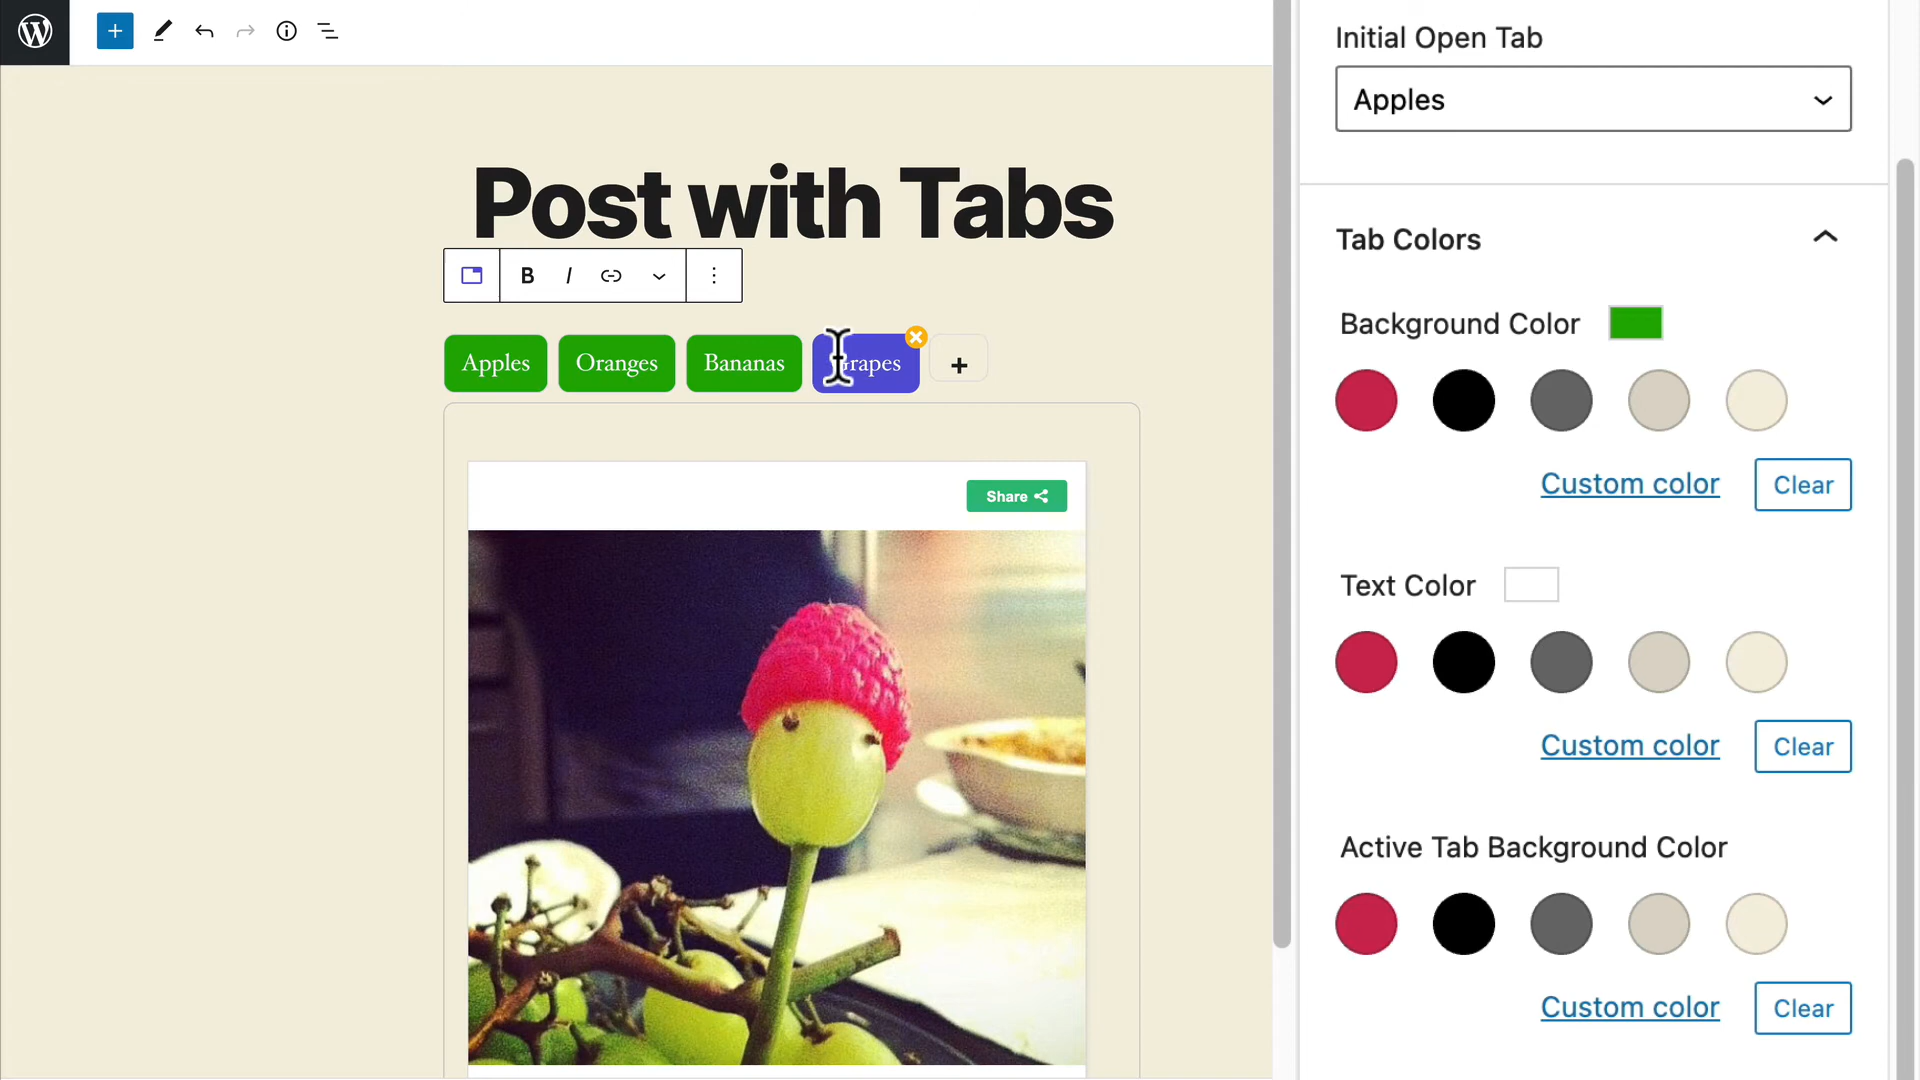 Initial Open Tab
Apples
Post with Tabs
Tab Colors
B I
Background Color
Apples
Oranges
Bananas
rapes
+
Custom color
Clear
Share
Text Color
Custom color
Clear
Active Tab Background Color
Custom color
Clear